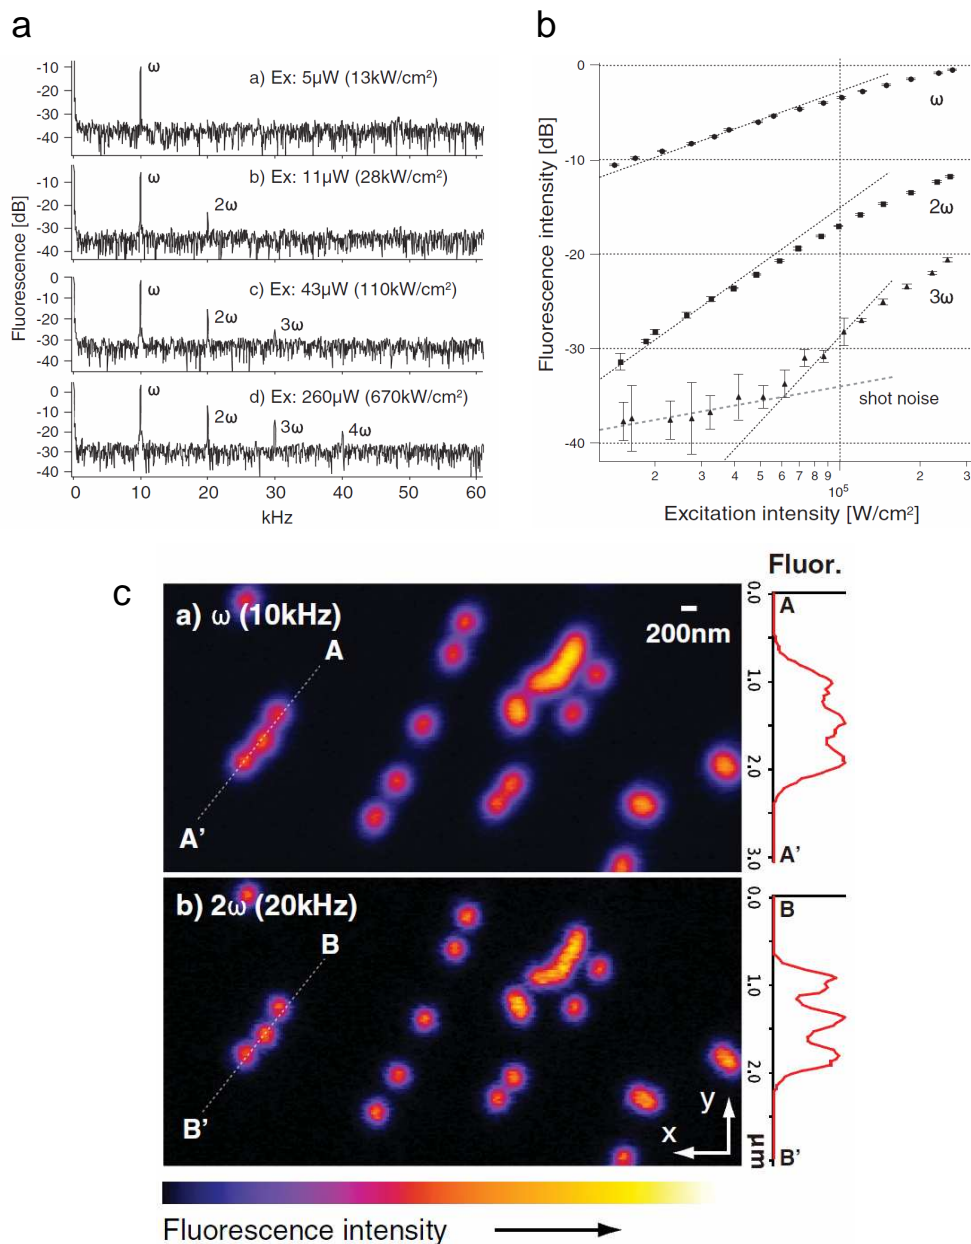 a
Fluorescence [dB]
-10
-20
-30
-40
ω
a) Ex: 5μW (13kW/cm²)
-10
-20
-30
-40
ω
2ω
b) Ex: 11μW (28kW/cm²)
0
-10
-20
-30
-40
ω
2ω
3ω
c) Ex: 43μW (110kW/cm²)
0
-10
-20
-30
-40
ω
2ω
3ω
4ω
d) Ex: 260μW (670kW/cm²)
0 10 20 30 40 50 60
kHz
b
Fluorescence intensity [dB]
0
-10
-20
-30
-40
ω
2ω
3ω
shot noise
2 3 4 5 6 7 8 9 10⁵ 2 3
Excitation intensity [W/cm²]
c
a) ω (10kHz)
A
A'
200nm
Fluor.
0.0
1.0
2.0
3.0
A
A'
b) 2ω (20kHz)
B
B'
y
x
0.0
1.0
2.0
μm
B
B'
Fluorescence intensity